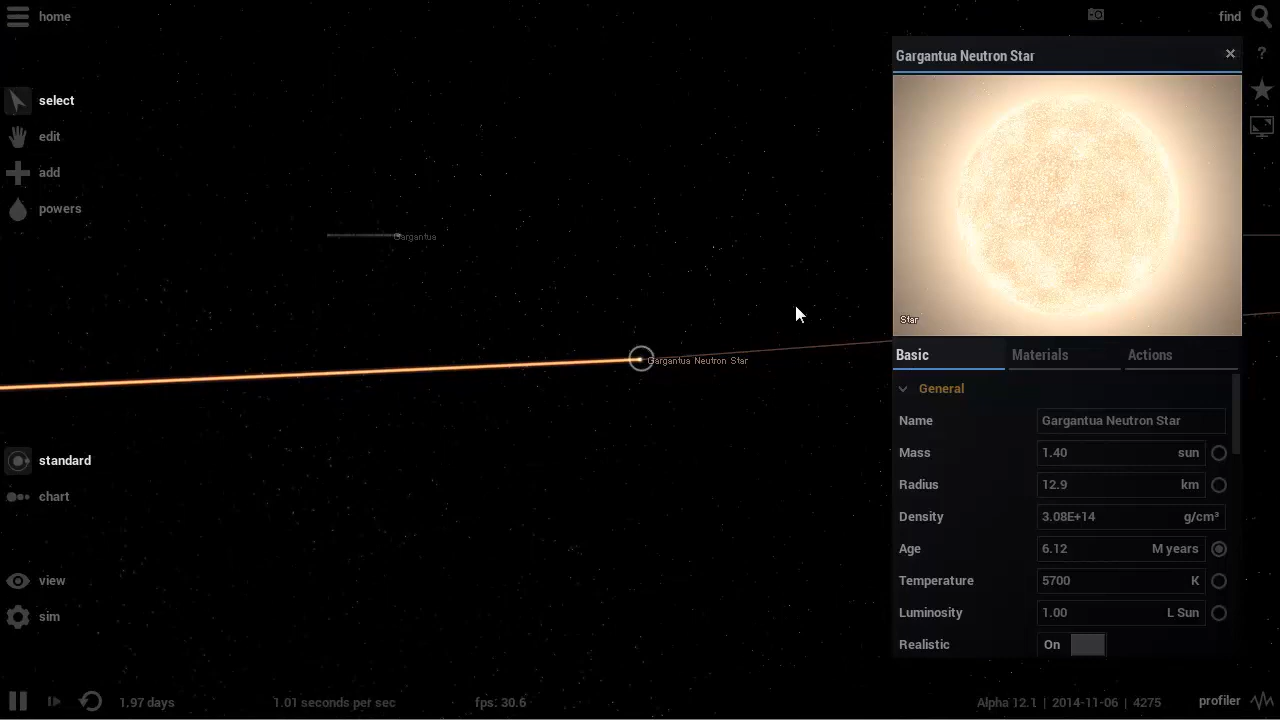 home
find
Gargantua Neutron Star
?
select
edit
add
powers
Gargantua
Gargantua Neutron Star
Star
Basic Materials Actions
General
Name Gargantua Neutron Star
Mass 1.40 sun
Radius 12.9 km
Density 3.08E+14 g/cm³
Age 6.12 M years
Temperature 5700 K
Luminosity 1.00 L Sun
Realistic On
standard
chart
view
sim
1.97 days 1.01 seconds per sec fps: 30.6 Alpha 12.1 | 2014-11-06 | 4275 profiler